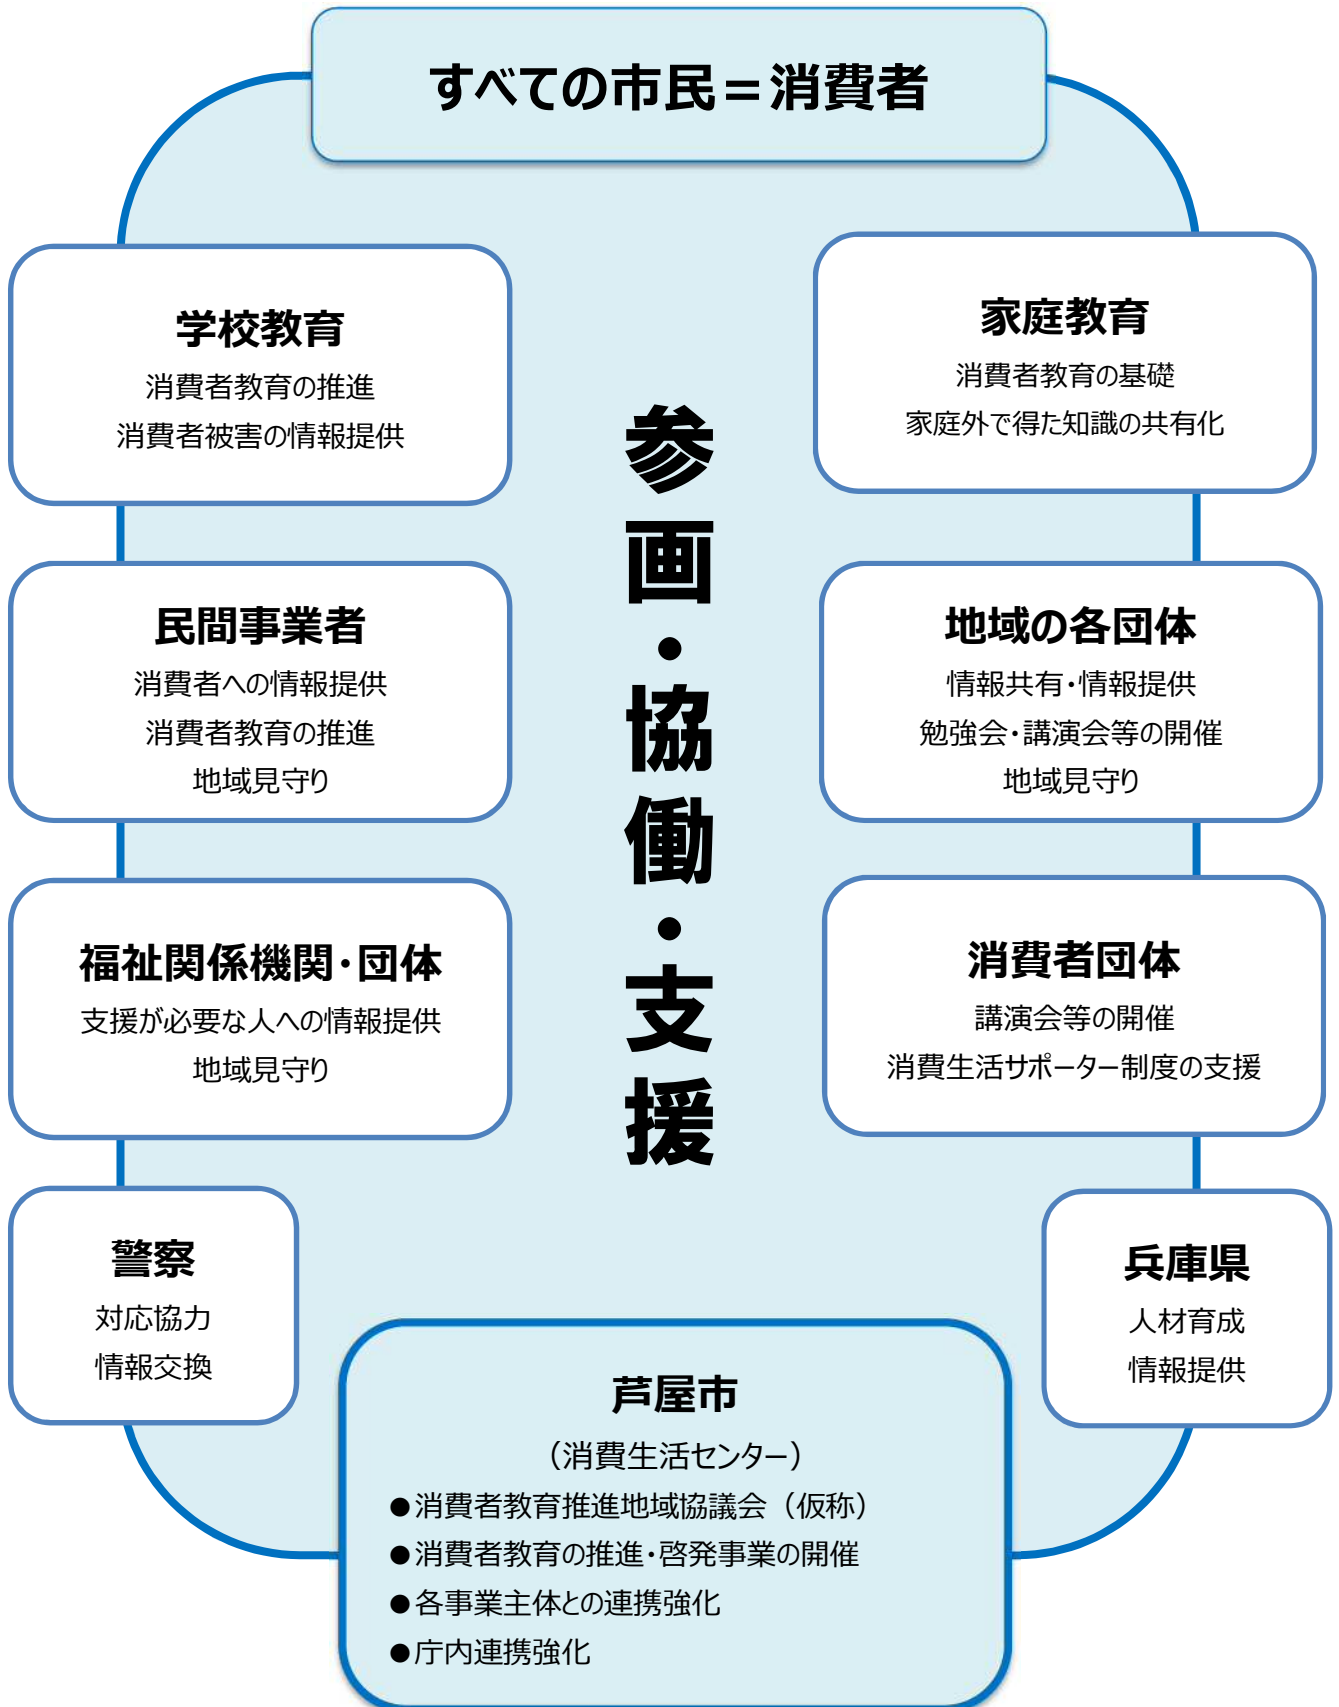 すべての市民＝消費者
学校教育
消費者教育の推進
消費者被害の情報提供
家庭教育
消費者教育の基礎
家庭外で得た知識の共有化
参画・協働・支援
民間事業者
消費者への情報提供
消費者教育の推進
地域見守り
地域の各団体
情報共有・情報提供
勉強会・講演会等の開催
地域見守り
福祉関係機関・団体
支援が必要な人への情報提供
地域見守り
消費者団体
講演会等の開催
消費生活サポーター制度の支援
警察
対応協力
情報交換
兵庫県
人材育成
情報提供
芦屋市
（消費生活センター）
●消費者教育推進地域協議会（仮称）
●消費者教育の推進・啓発事業の開催
●各事業主体との連携強化
●庁内連携強化